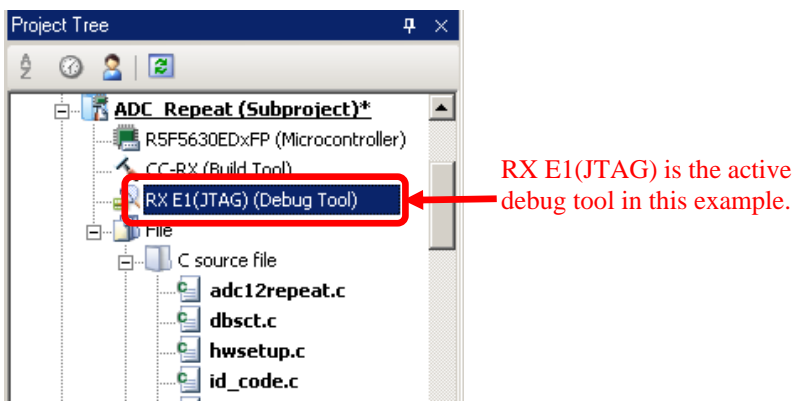 Project Tree
ADC_Repeat (Subproject)*
R5F5630EDxFP (Microcontroller)
CC-RX (Build Tool)
RX E1(JTAG) (Debug Tool)
RX E1(JTAG) is the active
debug tool in this example.
File
C source file
adc12repeat.c
dbsct.c
hwsetup.c
id_code.c